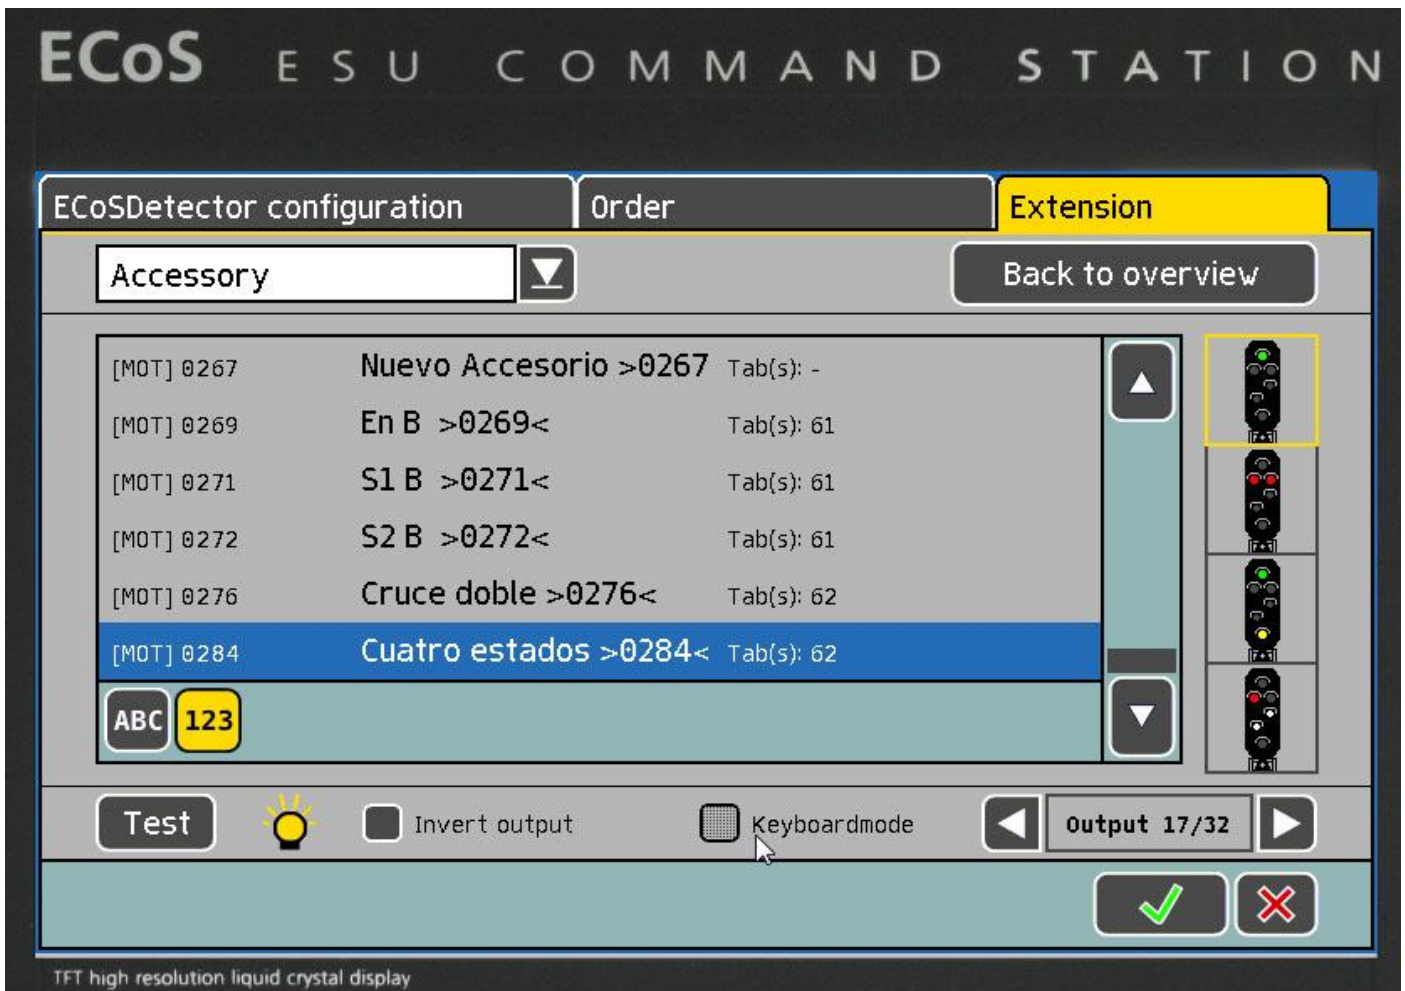 ECoS ESU COMMAND STATION
ECoSDetector configuration Order Extension
Accessory Back to overview
[MOT] 0267 Nuevo Accesorio >0267 Tab(s): -
[MOT] 0269 En B >0269< Tab(s): 61
[MOT] 0271 S1 B >0271< Tab(s): 61
[MOT] 0272 S2 B >0272< Tab(s): 61
[MOT] 0276 Cruce doble >0276< Tab(s): 62
[MOT] 0284 Cuatro estados >0284< Tab(s): 62
ABC 123
Test Invert output Keyboardmode Output 17/32
TFT high resolution liquid crystal display